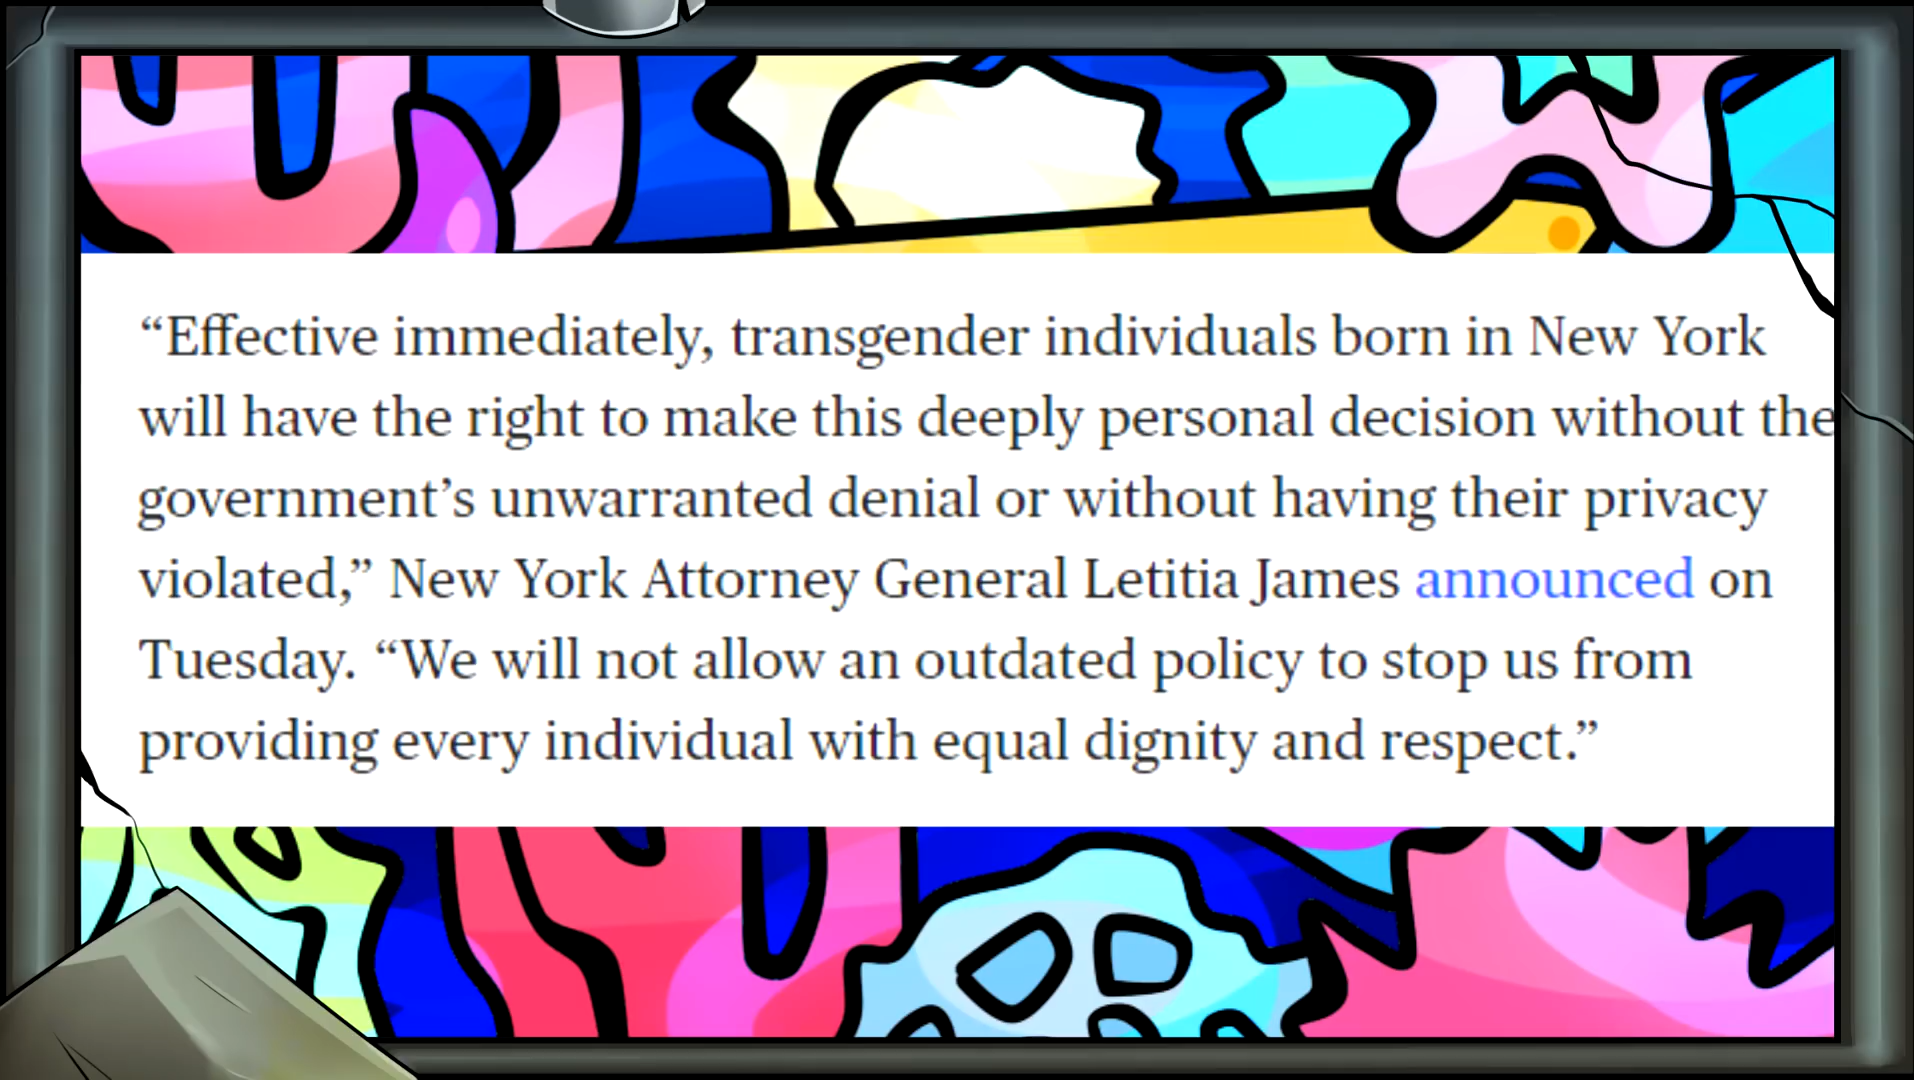 “Effective immediately, transgender individuals born in New York
will have the right to make this deeply personal decision without the
government’s unwarranted denial or without having their privacy
violated,” New York Attorney General Letitia James announced on
Tuesday. “We will not allow an outdated policy to stop us from
providing every individual with equal dignity and respect.”